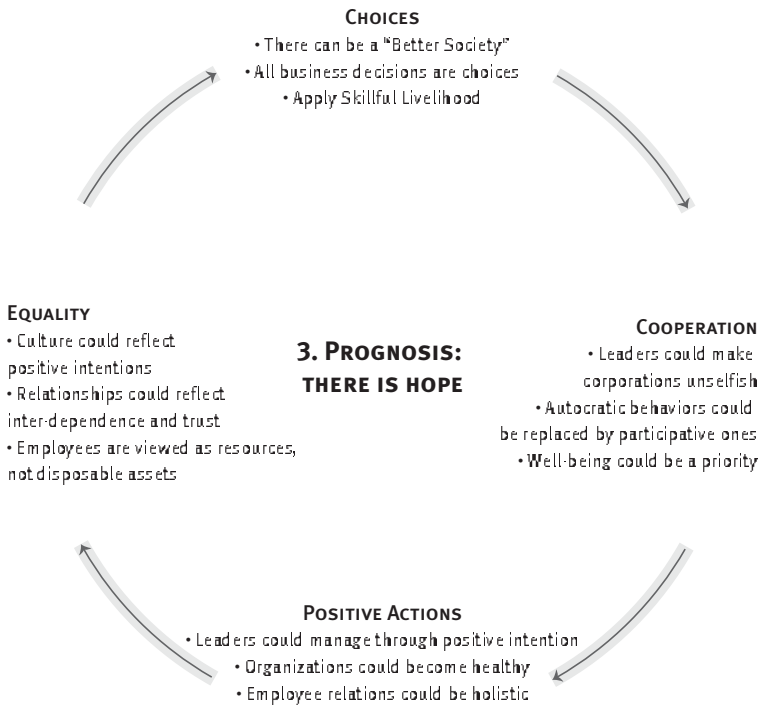 CHOICES
• There can be a “Better Society”
• All business decisions are choices
• Apply Skillful Livelihood
COOPERATION
• Leaders could make
corporations unselfish
• Autocratic behaviors could
be replaced by participative ones
• Well-being could be a priority
POSITIVE ACTIONS
• Leaders could manage through positive intention
• Organizations could become healthy
• Employee relations could be holistic
EQUALITY
• Culture could reflect
positive intentions
• Relationships could reflect
inter-dependence and trust
• Employees are viewed as resources,
not disposable assets
3. PROGNOSIS:
THERE IS HOPE